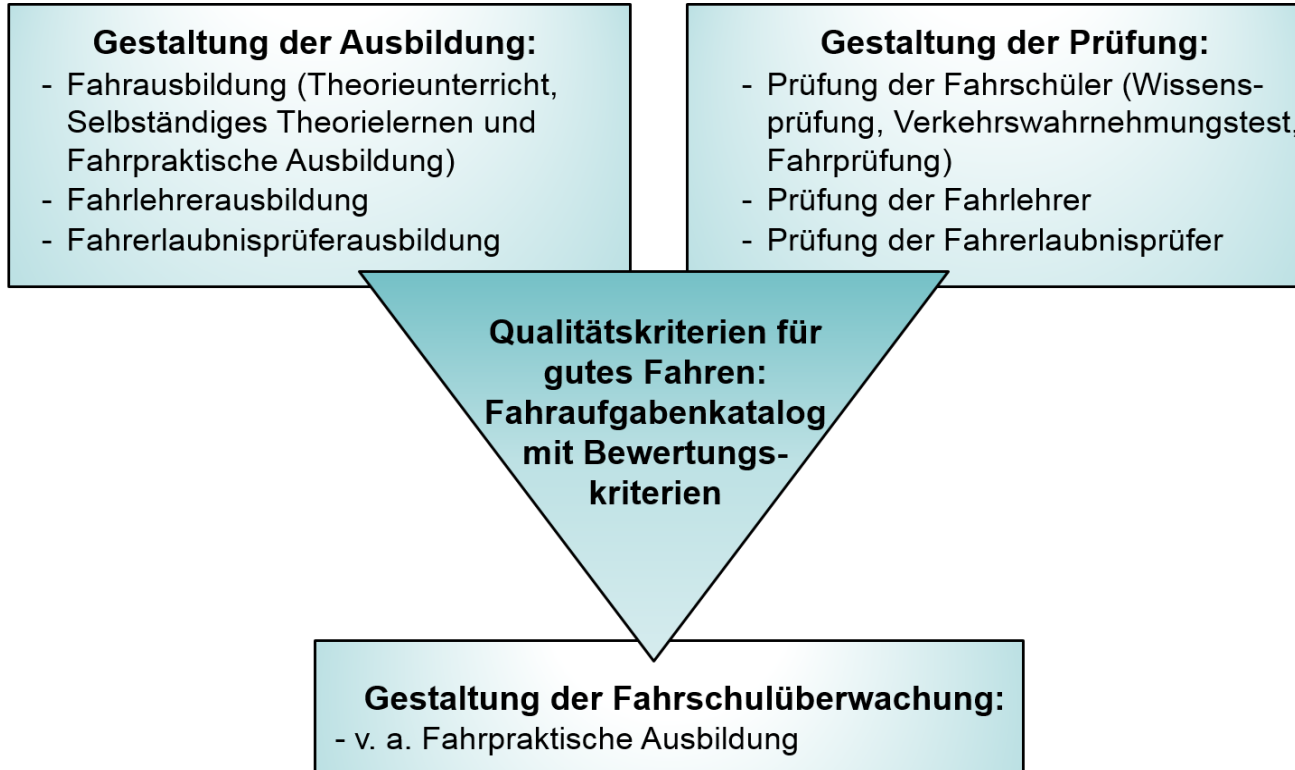 Gestaltung der Ausbildung:
- Fahrausbildung (Theorieunterricht,
Selbständiges Theorielernen und
Fahrpraktische Ausbildung)
- Fahrlehrerausbildung
- Fahrerlaubnisprüferausbildung
Gestaltung der Prüfung:
- Prüfung der Fahrschüler (Wissens-
prüfung, Verkehrswahrnehmungstest,
Fahrprüfung)
- Prüfung der Fahrlehrer
- Prüfung der Fahrerlaubnisprüfer
Qualitätskriterien für
gutes Fahren:
Fahraufgabenkatalog
mit Bewertungs-
kriterien
Gestaltung der Fahrschulüberwachung:
- v. a. Fahrpraktische Ausbildung